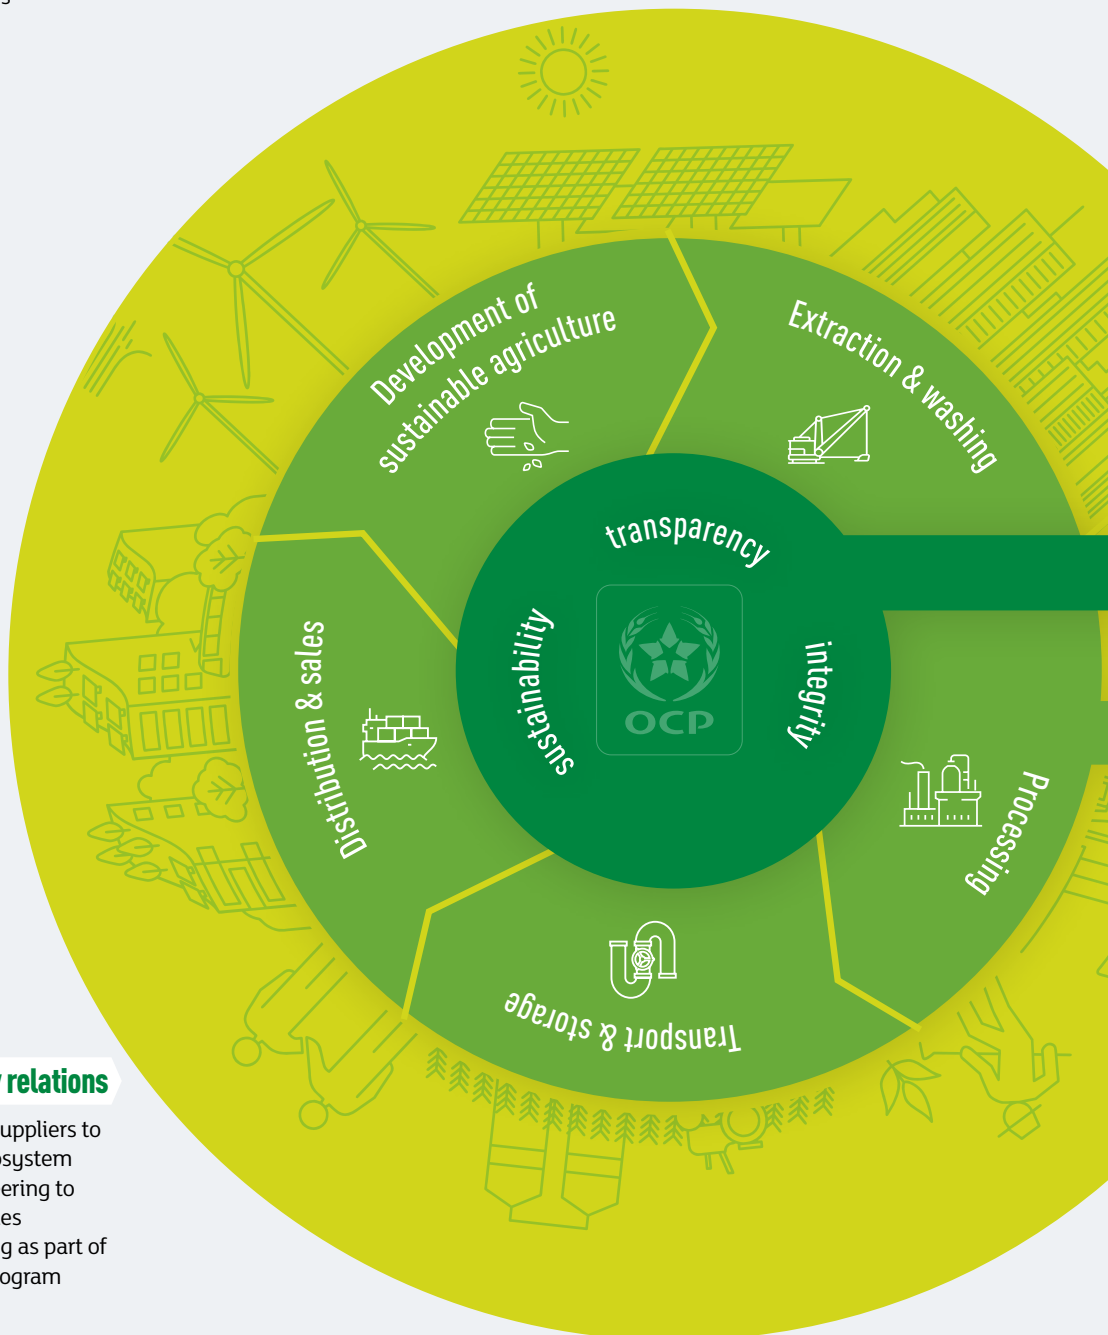 Development of
sustainable agriculture
Extraction & washing
transparency
sustainability
integrity
OCP
Distribution & sales
Processing
Transport & storage
relations
uppliers to
osystem
ering to
es
g as part of
ogram